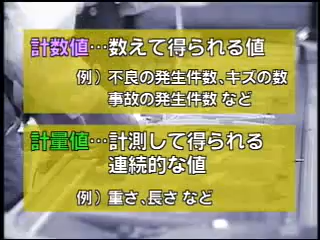 計数値…数えて得られる値
例）不良の発生件数、キズの数
事故の発生件数 など
計量値…計測して得られる
連続的な値
例）重さ、長さ など